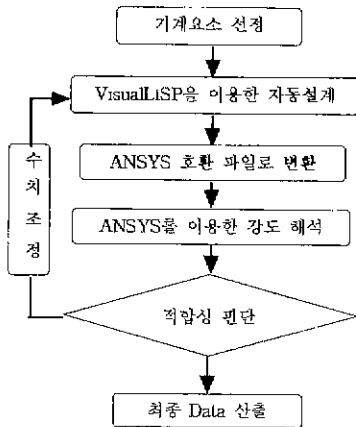 기계요소 선정
VisualLiSP을 이용한 자동설계
ANSYS 호환 파일로 변환
ANSYS를 이용한 강도 해석
수치조정
적합성 판단
최종 Data 산출